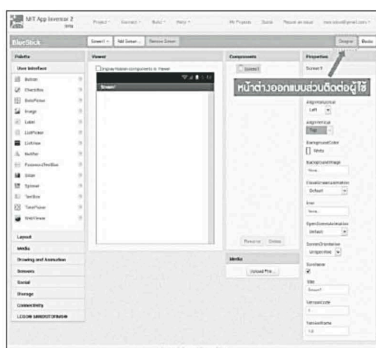 MIT App Inventor 2
Beta
Project
Connect
Build
Help
My Projects
Guide
Report an Issue
BlueStick
Screen1
Add Screen
Remove Screen
Designer
Blocks
Palette
Viewer
Components
Properties
User Interface
Display hidden components in Viewer
Screen1
Screen1
Button
CheckBox
DatePicker
Image
Label
ListPicker
ListView
Notifier
PasswordTextBox
Slider
Spinner
TextBox
TimePicker
WebViewer
Screen1
หน้าต่างออกแบบส่วนติดต่อผู้ใช้
AlignHorizontal
Left
AlignVertical
Top
BackgroundColor
White
BackgroundImage
None
CloseScreenAnimation
Default
Icon
None
OpenScreenAnimation
Default
ScreenOrientation
Unspecified
Scrollable
Title
Screen1
VersionCode
1
VersionName
1.0
Rename
Delete
Media
Upload File ...
Layout
Media
Drawing and Animation
Sensors
Social
Storage
Connectivity
LEGO® MINDSTORMS®